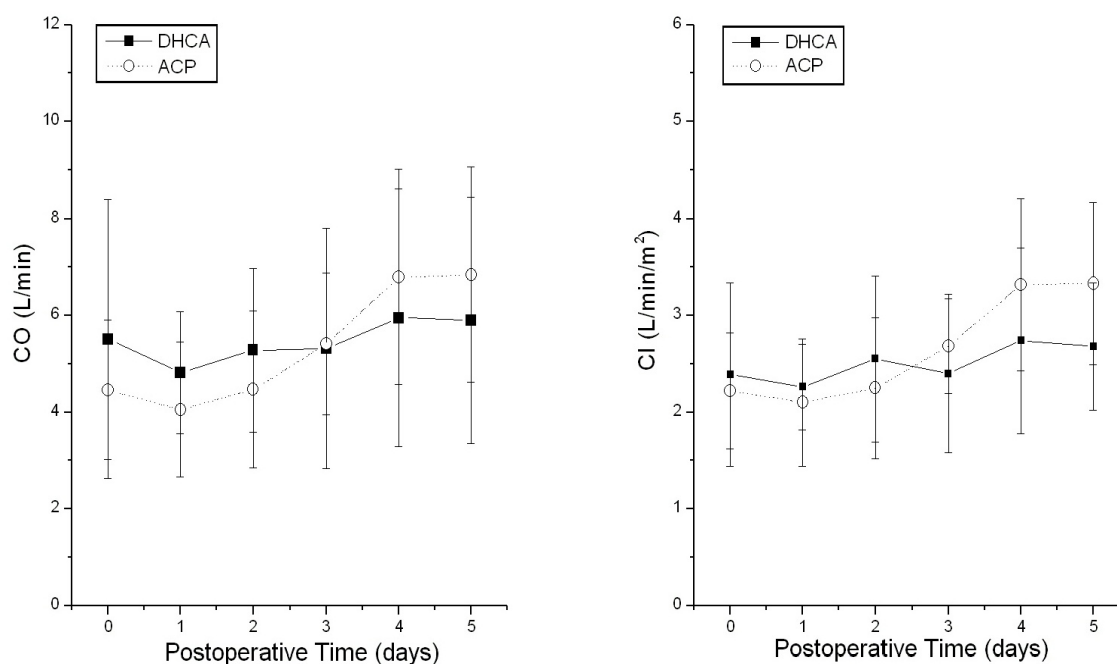 DHCA
ACP
12
10
8
6
4
2
0
CO (L/min)
0 1 2 3 4 5
Postoperative Time (days)
DHCA
ACP
6
5
4
3
2
1
0
CI (L/min/m²)
0 1 2 3 4 5
Postoperative Time (days)